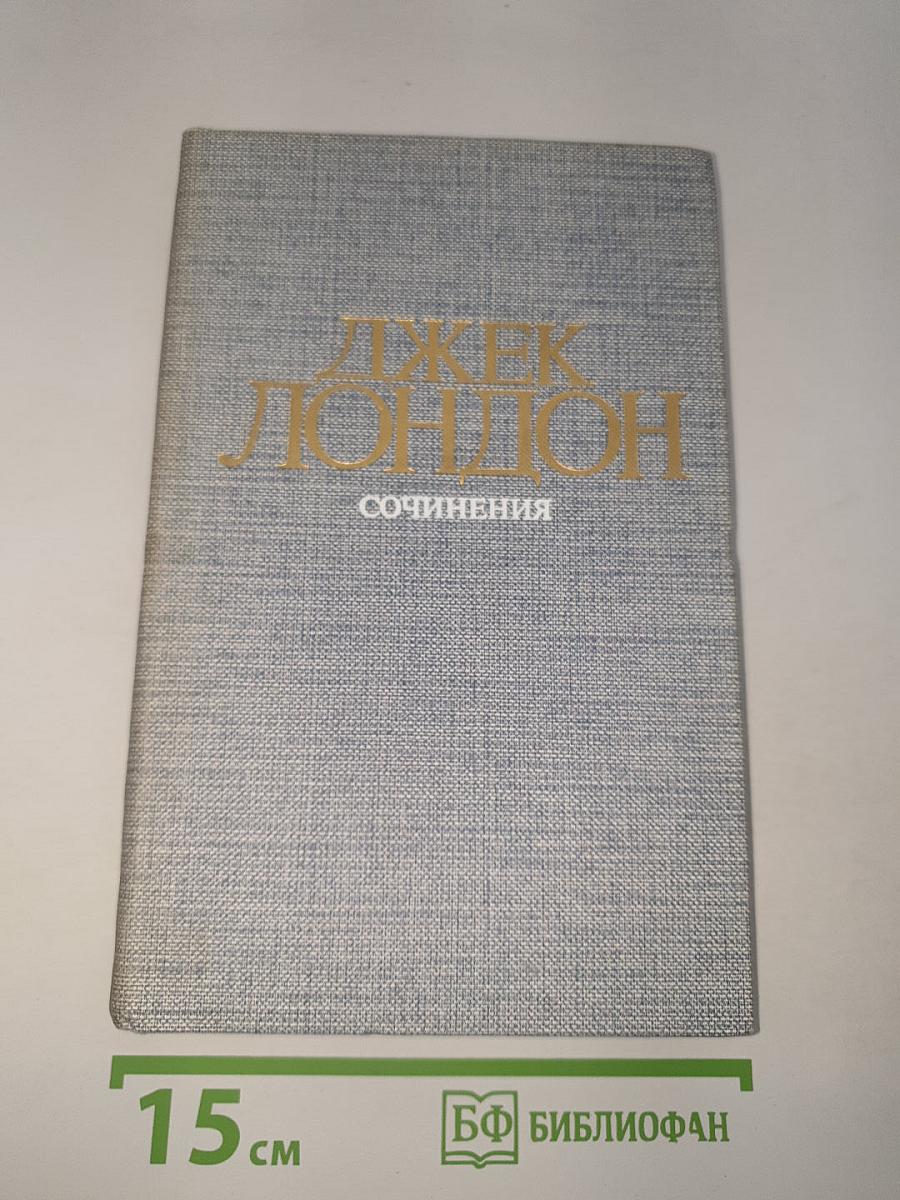 ДЖЕК
ЛОНДОН
СОЧИНЕНИЯ
15 см
БФ БИБЛИОФАН